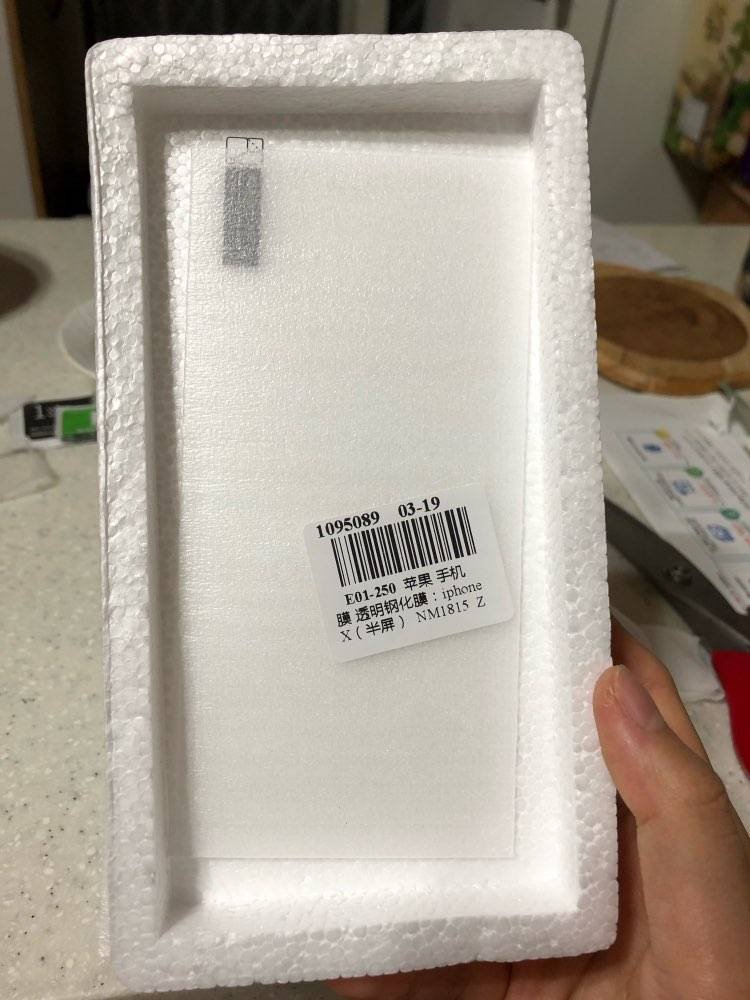 1095089 03-19
E01-250 苹果 手机
膜 透明钢化膜：iphone
X（半屏） NM1815 Z